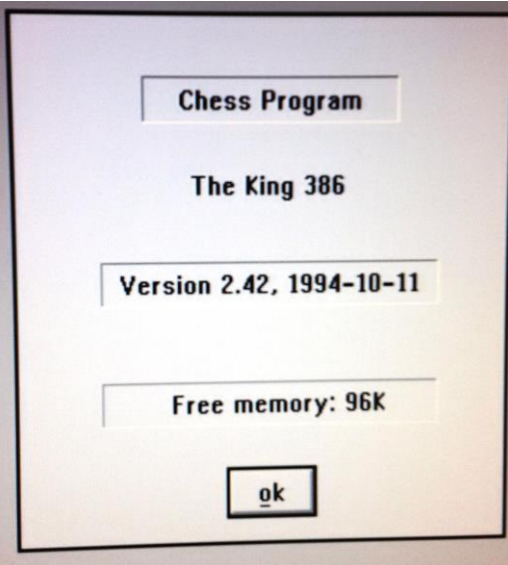 Chess Program
The King 386
Version 2.42, 1994-10-11
Free memory: 96K
ok